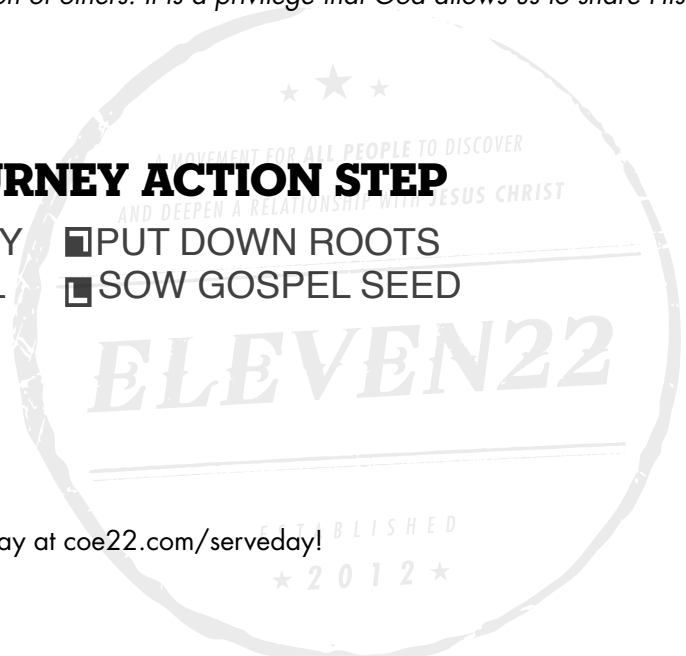 on of others. It is a privilege that God allows us to share His
A MOVEMENT FOR ALL PEOPLE TO DISCOVER
RNEY ACTION STEP
AND DEEPEN A RELATIONSHIP WITH JESUS CHRIST
Y PUT DOWN ROOTS
L SOW GOSPEL SEED
ELEVEN22
ay at coe22.com/serveday!
ESTABLISHED
2012